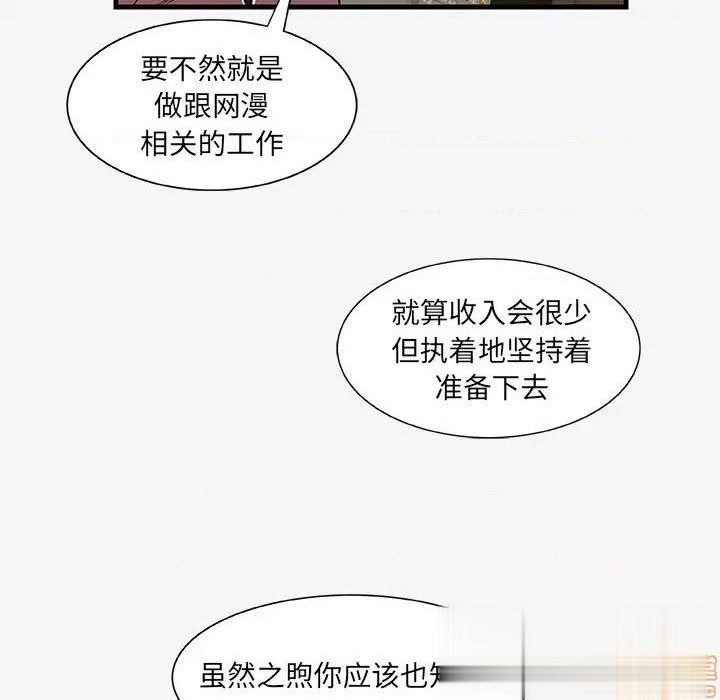 要不然就是
做跟网漫
相关的工作
就算收入会很少
但执着地坚持着
准备下去
虽然之煦你应该也